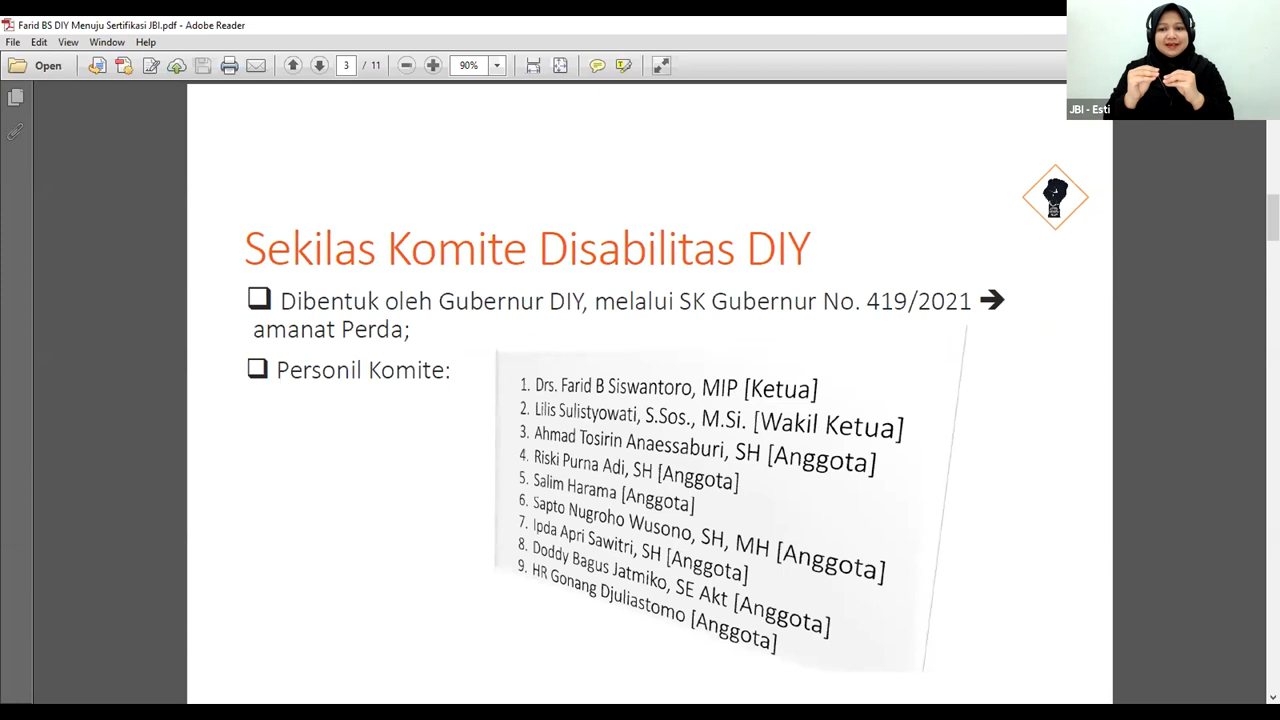 Farid BS DIY Menuju Sertifikasi JBI.pdf - Adobe Reader
File Edit View Window Help
Open 3 / 11 90%
JBI - Esti
Sekilas Komite Disabilitas DIY
❑ Dibentuk oleh Gubernur DIY, melalui SK Gubernur No. 419/2021 ➔
amanat Perda;
❑ Personil Komite:
1. Drs. Farid B Siswantoro, MIP [Ketua]
2. Lilis Sulistyowati, S.Sos., M.Si. [Wakil Ketua]
3. Ahmad Tosirin Anaessaburi, SH [Anggota]
4. Riski Purna Adi, SH [Anggota]
5. Salim Harama [Anggota]
6. Sapto Nugroho Wusono, SH, MH [Anggota]
7. Ipda Apri Sawitri, SH [Anggota]
8. Doddy Bagus Jatmiko, SE Akt [Anggota]
9. HR Gonang Djuliastomo [Anggota]